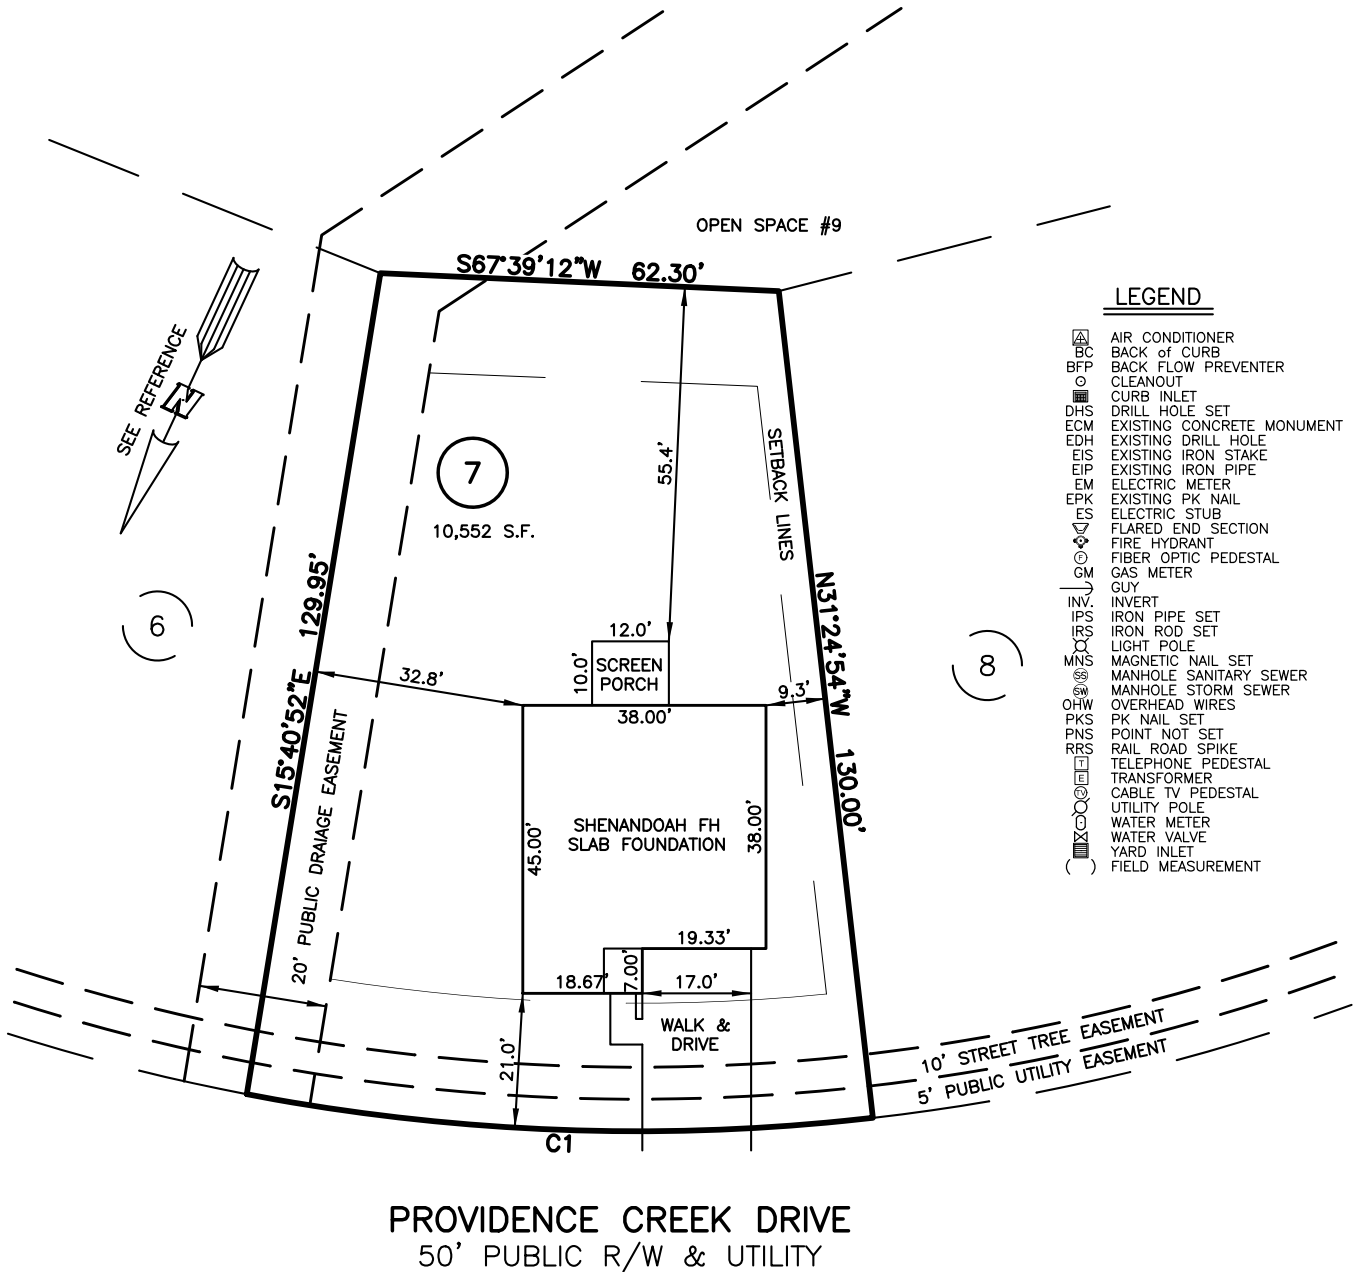 OPEN SPACE #9
S67°39'12"W 62.30'
SEE REFERENCE
N
7
10,552 S.F.
55.4'
SETBACK LINES
6
8
S15°40'52"E 129.95'
N31°24'54"W 130.00'
12.0'
10.0'
SCREEN
PORCH
32.8'
9.3'
38.00'
20' PUBLIC DRAIAGE EASEMENT
45.00'
SHENANDOAH FH
SLAB FOUNDATION
38.00'
19.33'
18.67'
7.00'
17.0'
WALK &
DRIVE
21.0'
10' STREET TREE EASEMENT
5' PUBLIC UTILITY EASEMENT
C1
PROVIDENCE CREEK DRIVE
50' PUBLIC R/W & UTILITY
LEGEND
AIR CONDITIONER
BC BACK of CURB
BFP BACK FLOW PREVENTER
CLEANOUT
CURB INLET
DHS DRILL HOLE SET
ECM EXISTING CONCRETE MONUMENT
EDH EXISTING DRILL HOLE
EIS EXISTING IRON STAKE
EIP EXISTING IRON PIPE
EM ELECTRIC METER
EPK EXISTING PK NAIL
ES ELECTRIC STUB
FLARED END SECTION
FIRE HYDRANT
F FIBER OPTIC PEDESTAL
GM GAS METER
GUY
INV. INVERT
IPS IRON PIPE SET
IRS IRON ROD SET
LIGHT POLE
MNS MAGNETIC NAIL SET
SS MANHOLE SANITARY SEWER
SW MANHOLE STORM SEWER
OHW OVERHEAD WIRES
PKS PK NAIL SET
PNS POINT NOT SET
RRS RAIL ROAD SPIKE
T TELEPHONE PEDESTAL
E TRANSFORMER
TV CABLE TV PEDESTAL
UTILITY POLE
WATER METER
WATER VALVE
YARD INLET
( ) FIELD MEASUREMENT